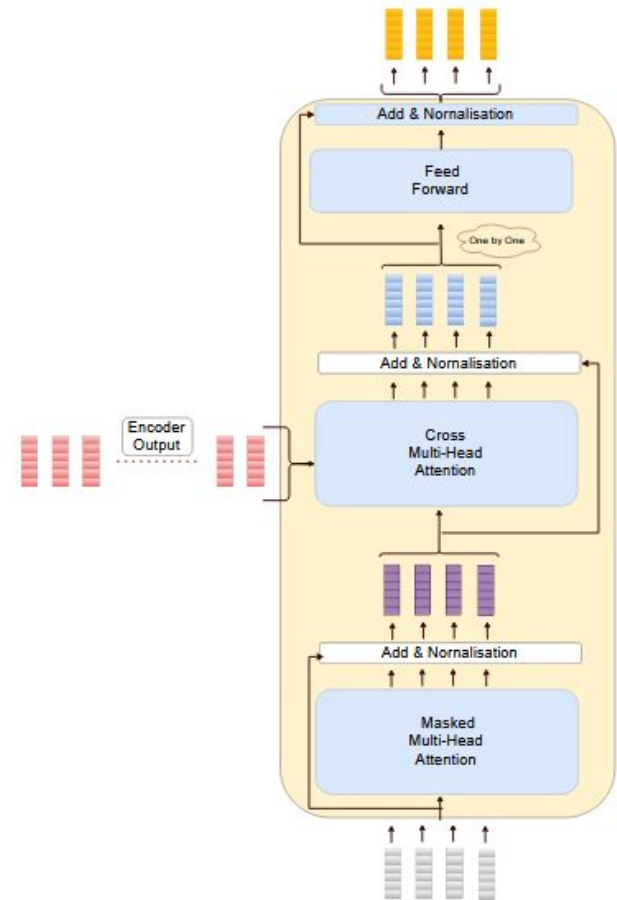 Add & Nornalisation
Feed
Forward
One by One
Add & Nornalisation
Encoder
Output
Cross
Multi-Head
Attention
Add & Nornalisation
Masked
Multi-Head
Attention